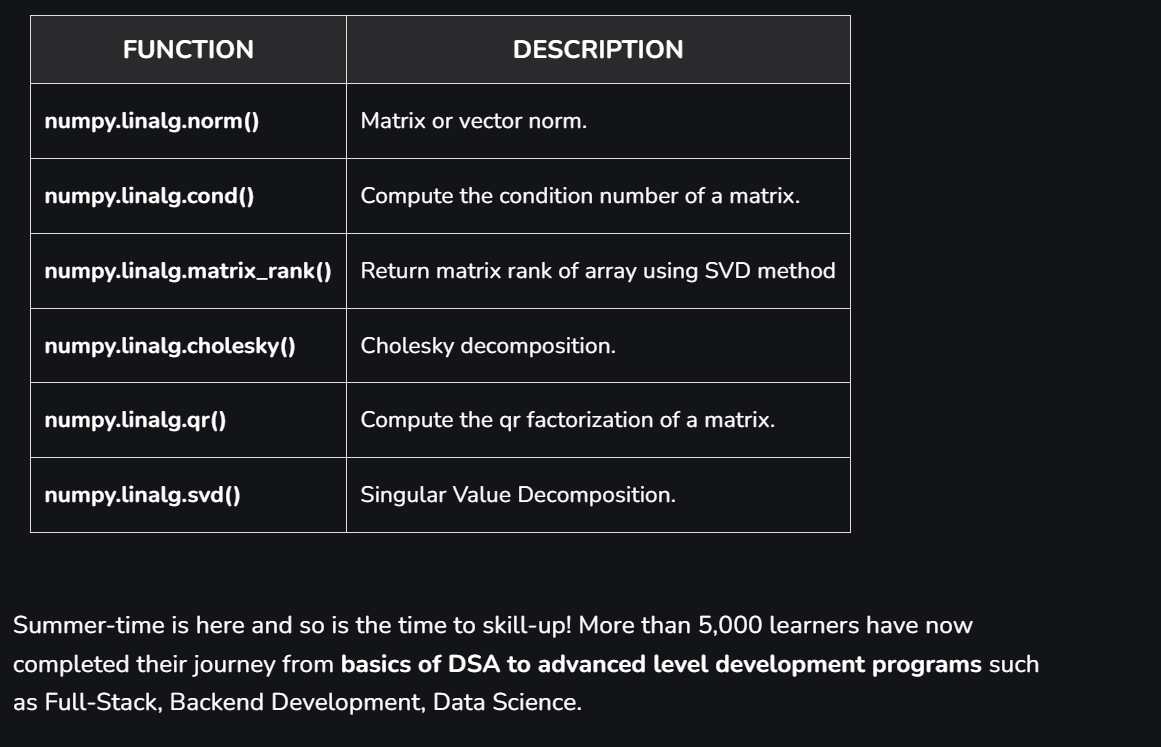 FUNCTION DESCRIPTION
numpy.linalg.norm() Matrix or vector norm.
numpy.linalg.cond() Compute the condition number of a matrix.
numpy.linalg.matrix_rank() Return matrix rank of array using SVD method
numpy.linalg.cholesky() Cholesky decomposition.
numpy.linalg.qr() Compute the qr factorization of a matrix.
numpy.linalg.svd() Singular Value Decomposition.
Summer-time is here and so is the time to skill-up! More than 5,000 learners have now
completed their journey from basics of DSA to advanced level development programs such
as Full-Stack, Backend Development, Data Science.